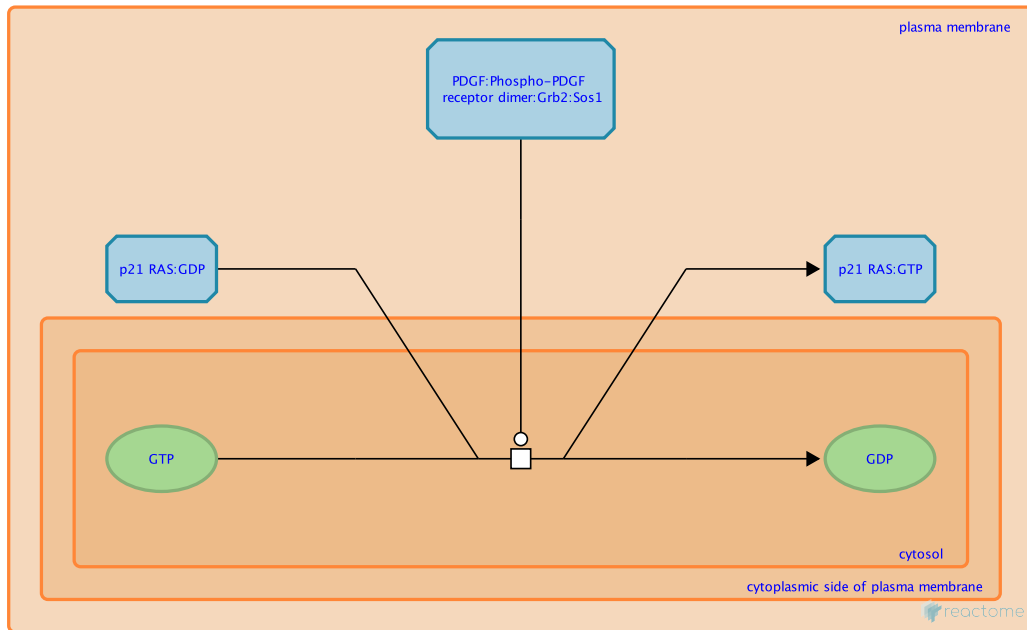 plasma membrane
PDGF:Phospho-PDGF
receptor dimer:Grb2:Sos1
p21 RAS:GDP
p21 RAS:GTP
GTP
GDP
cytosol
cytoplasmic side of plasma membrane
reactome